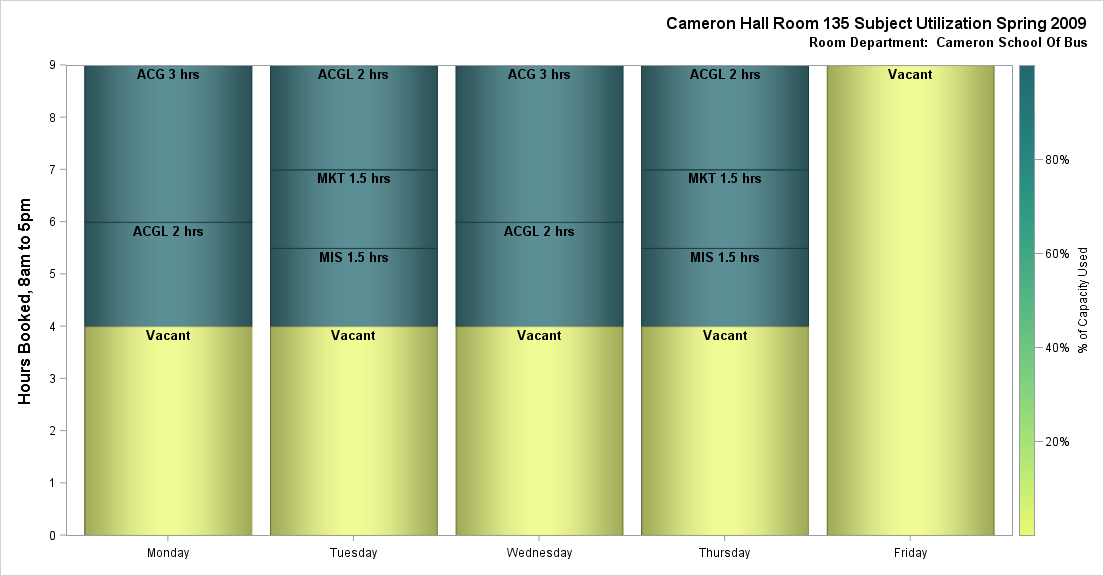 Cameron Hall Room 135 Subject Utilization Spring 2009
Room Department:  Cameron School Of Bus
Hours Booked, 8am to 5pm
9
8
7
6
5
4
3
2
1
0
ACG 3 hrs
ACGL 2 hrs
Vacant
ACGL 2 hrs
MKT 1.5 hrs
MIS 1.5 hrs
Vacant
ACG 3 hrs
ACGL 2 hrs
Vacant
ACGL 2 hrs
MKT 1.5 hrs
MIS 1.5 hrs
Vacant
Vacant
Monday
Tuesday
Wednesday
Thursday
Friday
80%
60%
40%
20%
% of Capacity Used